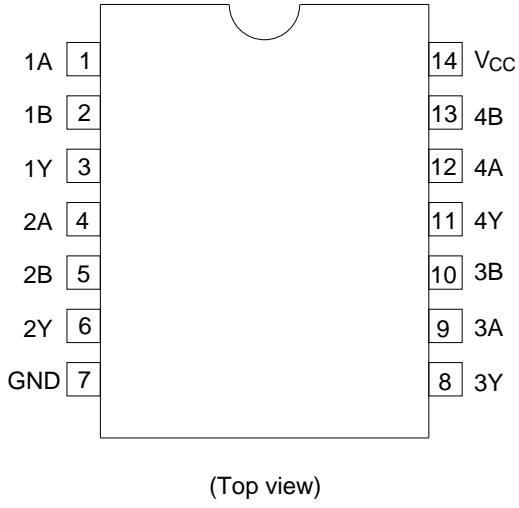 1A 1 14 VCC
1B 2 13 4B
1Y 3 12 4A
2A 4 11 4Y
2B 5 10 3B
2Y 6 9 3A
GND 7 8 3Y
(Top view)